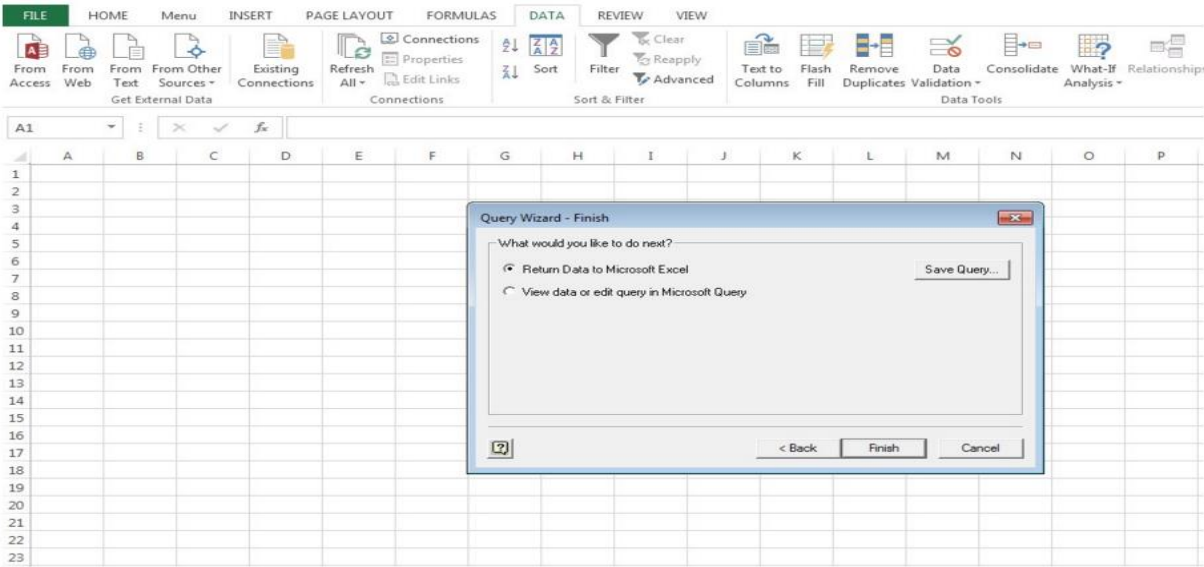 FILE HOME Menu INSERT PAGE LAYOUT FORMULAS DATA REVIEW VIEW
From Access
From Web
From Text
From Other Sources
Existing Connections
Get External Data
Refresh All
Connections
Properties
Edit Links
Connections
Sort
Filter
Clear
Reapply
Advanced
Sort & Filter
Text to Columns
Flash Fill
Remove Duplicates
Data Validation
Consolidate
What-If Analysis
Relationships
Data Tools
A1 fx
A B C D E F G H I J K L M N O P
1
2
3
4
5
6
7
8
9
10
11
12
13
14
15
16
17
18
19
20
21
22
23
Query Wizard - Finish
What would you like to do next?
Return Data to Microsoft Excel
Save Query...
View data or edit query in Microsoft Query
< Back Finish Cancel